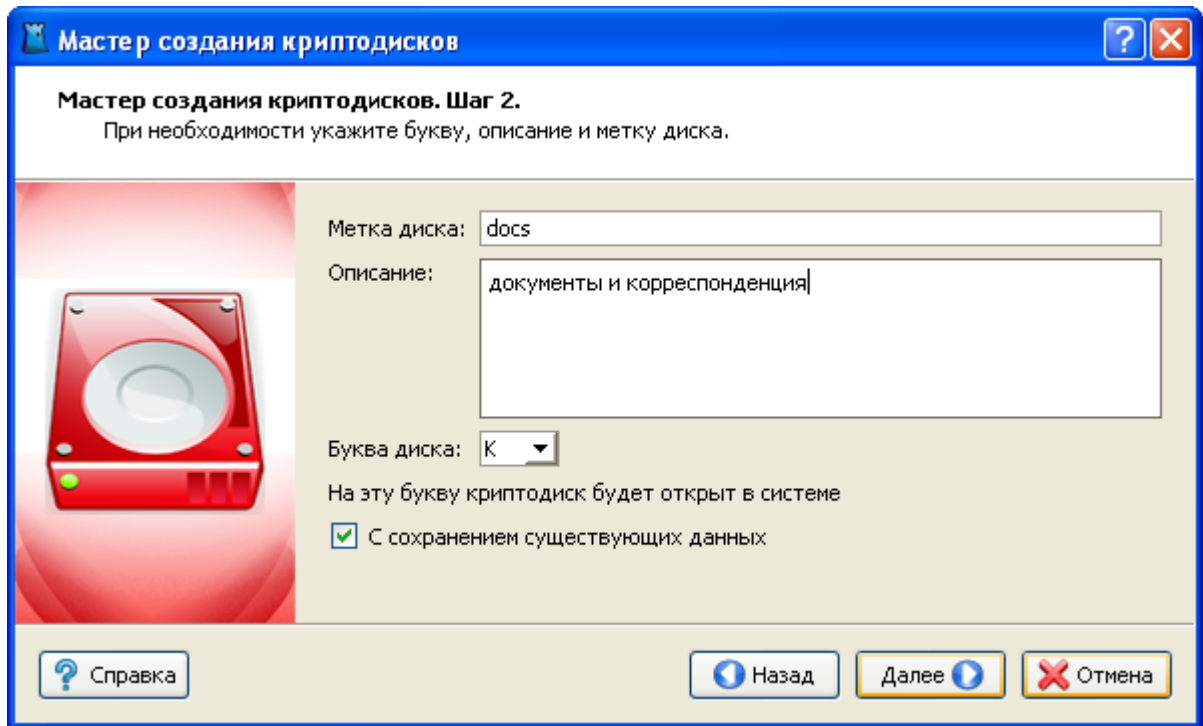 Мастер создания криптодисков
Мастер создания криптодисков. Шаг 2.
При необходимости укажите букву, описание и метку диска.
Метка диска: docs
Описание: документы и корреспонденция
Буква диска: K
На эту букву криптодиск будет открыт в системе
С сохранением существующих данных
Справка Назад Далее Отмена